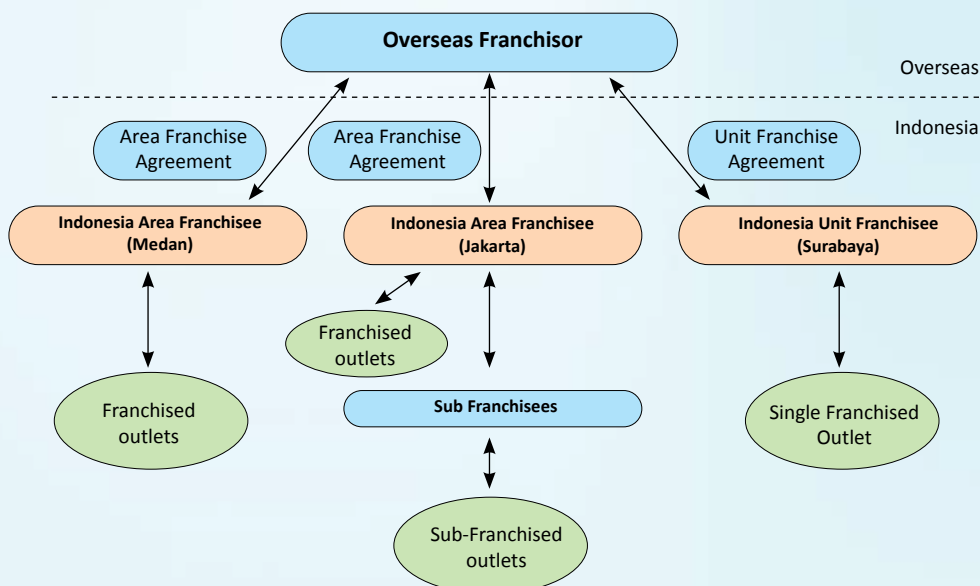 Overseas Franchisor
Overseas
Indonesia
Area Franchise
Agreement
Area Franchise
Agreement
Unit Franchise
Agreement
Indonesia Area Franchisee
(Medan)
Indonesia Area Franchisee
(Jakarta)
Indonesia Unit Franchisee
(Surabaya)
Franchised
outlets
Franchised
outlets
Sub Franchisees
Single Franchised
Outlet
Sub-Franchised
outlets